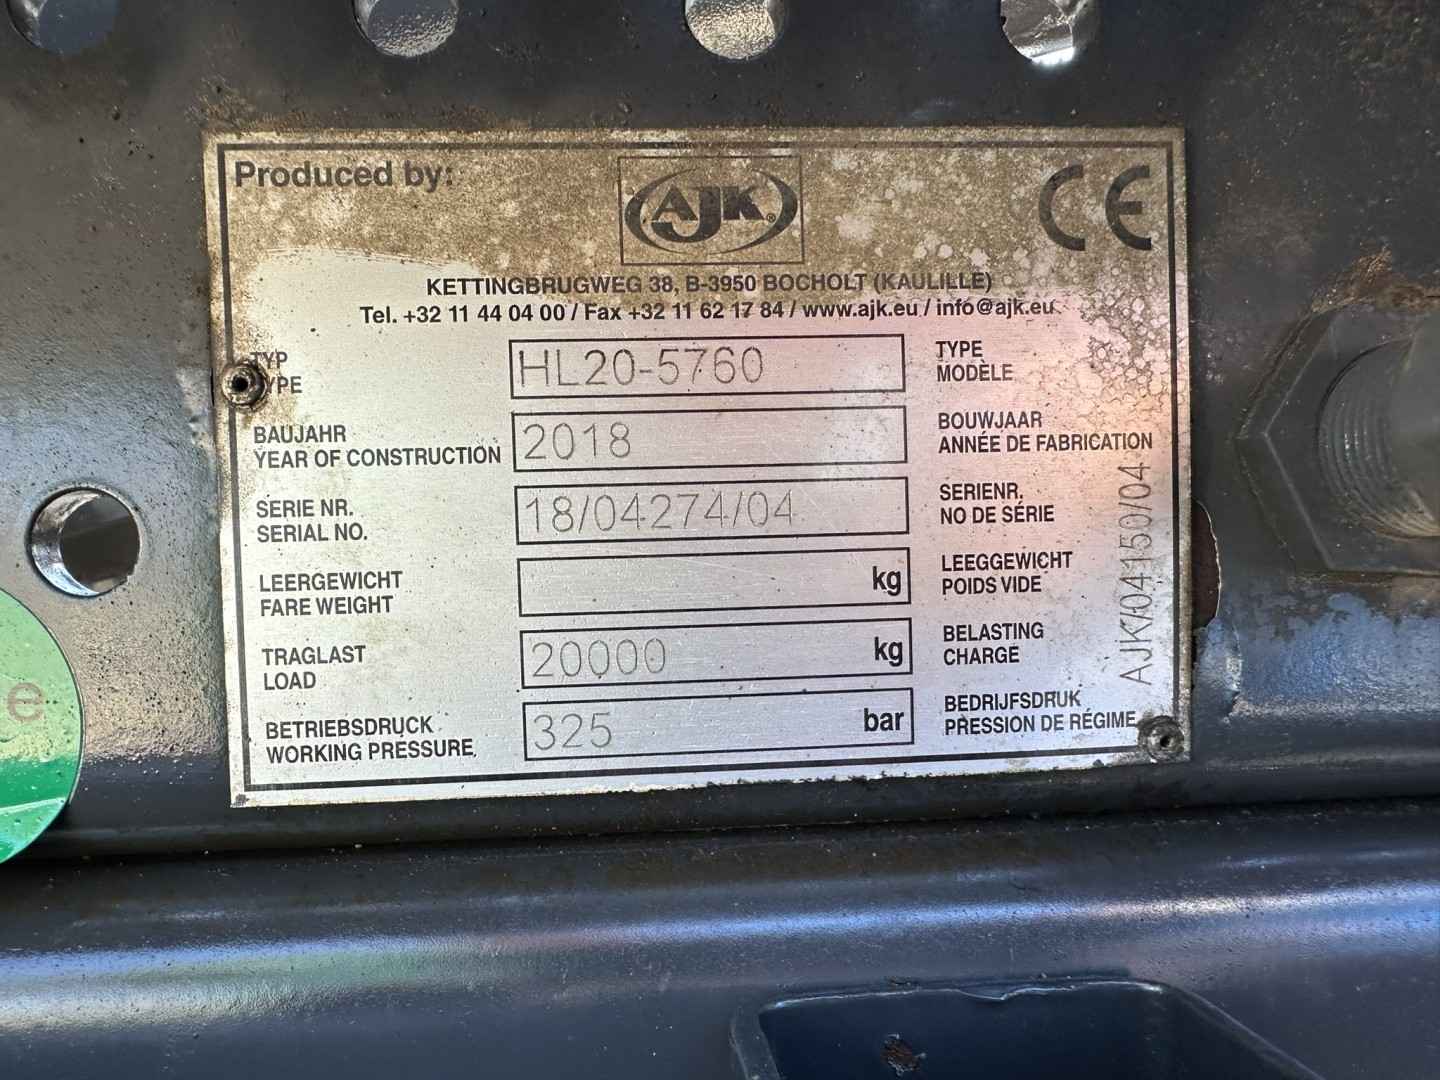 Produced by:
AJK
CE
KETTINGBRUGWEG 38, B-3950 BOCHOLT (KAULILLE)
Tel. +32 11 44 04 00 / Fax +32 11 62 17 84 / www.ajk.eu / info@ajk.eu
TYP
TYPE
HL20-5760
TYPE
MODÈLE
BAUJAHR
YEAR OF CONSTRUCTION
2018
BOUWJAAR
ANNÉE DE FABRICATION
SERIE NR.
SERIAL NO.
18/04274/04
SERIENR.
NO DE SÉRIE
LEERGEWICHT
FARE WEIGHT
kg
LEEGGEWICHT
POIDS VIDE
TRAGLAST
LOAD
20000 kg
BELASTING
CHARGE
BETRIEBSDRUCK
WORKING PRESSURE
325 bar
BEDRIJFSDRUK
PRESSION DE RÉGIME
AJK/04150/04
e